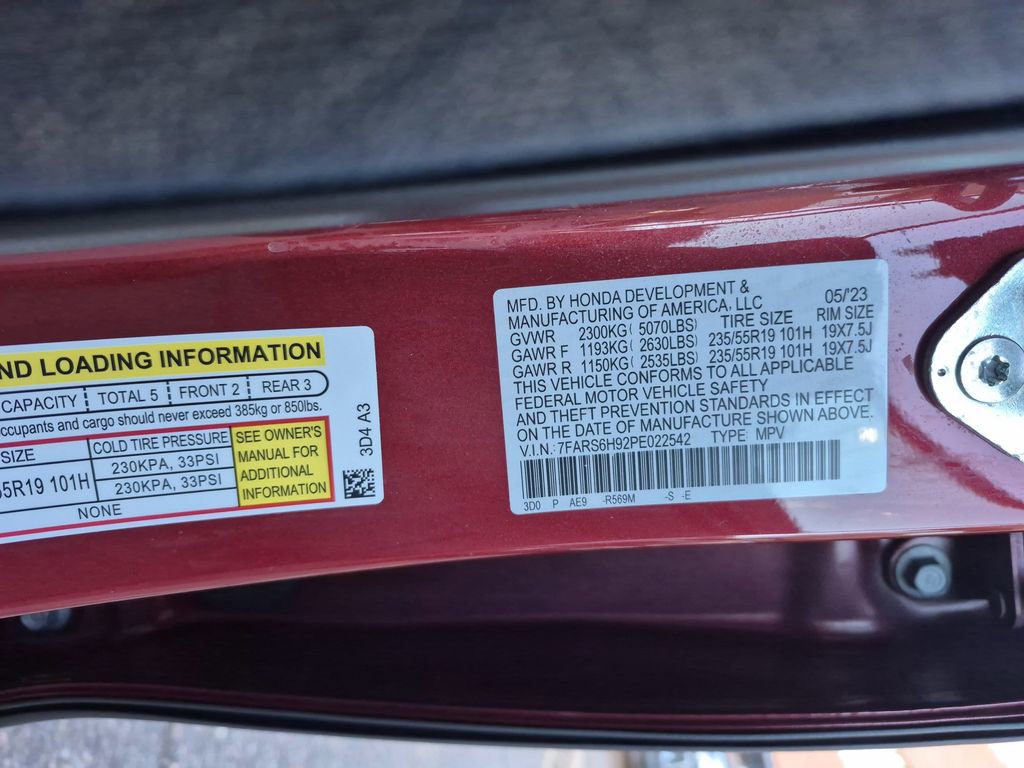 ND LOADING INFORMATION
CAPACITY TOTAL 5 FRONT 2 REAR 3
ccupants and cargo should never exceed 385kg or 850lbs.
SIZE COLD TIRE PRESSURE SEE OWNER'S
MANUAL FOR
ADDITIONAL
INFORMATION
55R19 101H 230KPA, 33PSI
230KPA, 33PSI
NONE
3D4 A3
MFD. BY HONDA DEVELOPMENT &
MANUFACTURING OF AMERICA, LLC 05/'23
GVWR 2300KG( 5070LBS) TIRE SIZE RIM SIZE
GAWR F 1193KG( 2630LBS) 235/55R19 101H 19X7.5J
GAWR R 1150KG( 2535LBS) 235/55R19 101H 19X7.5J
THIS VEHICLE CONFORMS TO ALL APPLICABLE
FEDERAL MOTOR VEHICLE SAFETY
AND THEFT PREVENTION STANDARDS IN EFFECT
ON THE DATE OF MANUFACTURE SHOWN ABOVE.
V.I.N.:7FARS6H92PE022542 TYPE: MPV
3D0 P AE9 -R569M -S -E